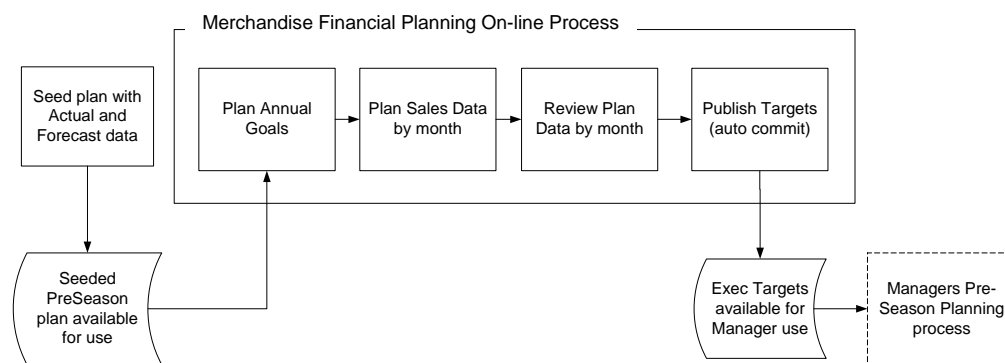 Merchandise Financial Planning On-line Process
Seed plan with
Actual and
Forecast data
Plan Annual
Goals
Plan Sales Data
by month
Review Plan
Data by month
Publish Targets
(auto commit)
Seeded
PreSeason
plan available
for use
Exec Targets
available for
Manager use
Managers Pre-
Season Planning
process